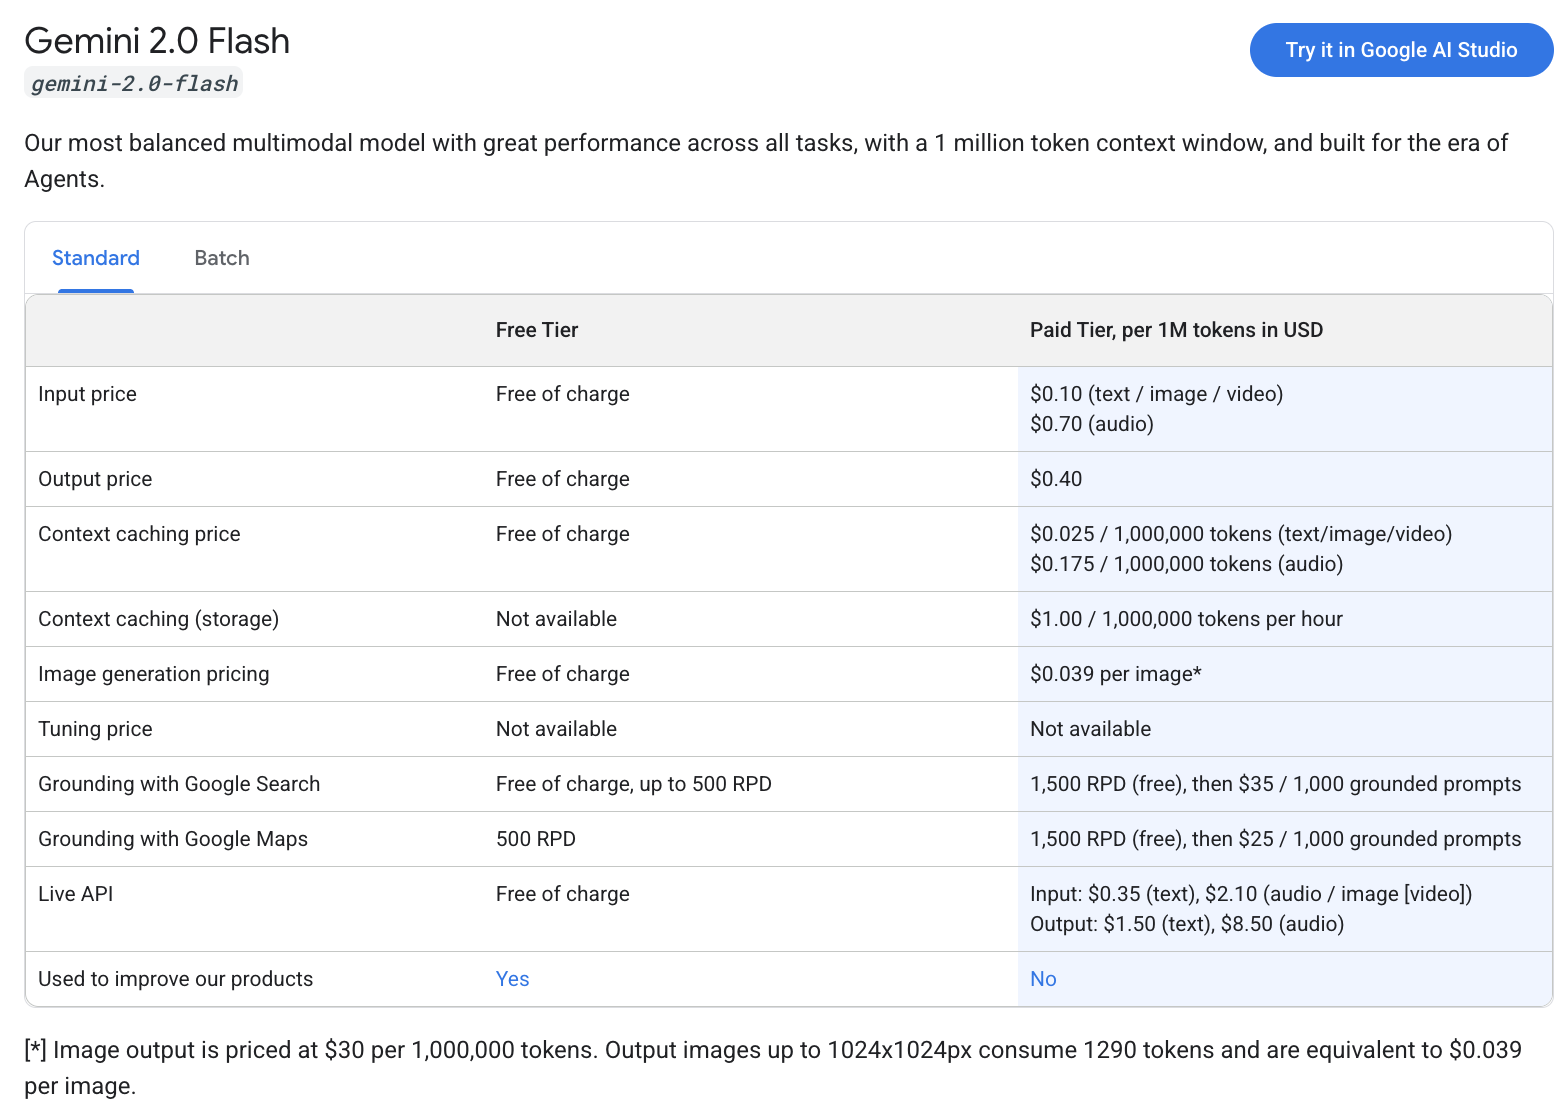 Gemini 2.0 Flash
Try it in Google AI Studio
gemini-2.0-flash
Our most balanced multimodal model with great performance across all tasks, with a 1 million token context window, and built for the era of
Agents.
Standard Batch
Free Tier Paid Tier, per 1M tokens in USD
Input price Free of charge $0.10 (text / image / video)
$0.70 (audio)
Output price Free of charge $0.40
Context caching price Free of charge $0.025 / 1,000,000 tokens (text/image/video)
$0.175 / 1,000,000 tokens (audio)
Context caching (storage) Not available $1.00 / 1,000,000 tokens per hour
Image generation pricing Free of charge $0.039 per image*
Tuning price Not available Not available
Grounding with Google Search Free of charge, up to 500 RPD 1,500 RPD (free), then $35 / 1,000 grounded prompts
Grounding with Google Maps 500 RPD 1,500 RPD (free), then $25 / 1,000 grounded prompts
Live API Free of charge Input: $0.35 (text), $2.10 (audio / image [video])
Output: $1.50 (text), $8.50 (audio)
Used to improve our products Yes No
[*] Image output is priced at $30 per 1,000,000 tokens. Output images up to 1024x1024px consume 1290 tokens and are equivalent to $0.039
per image.